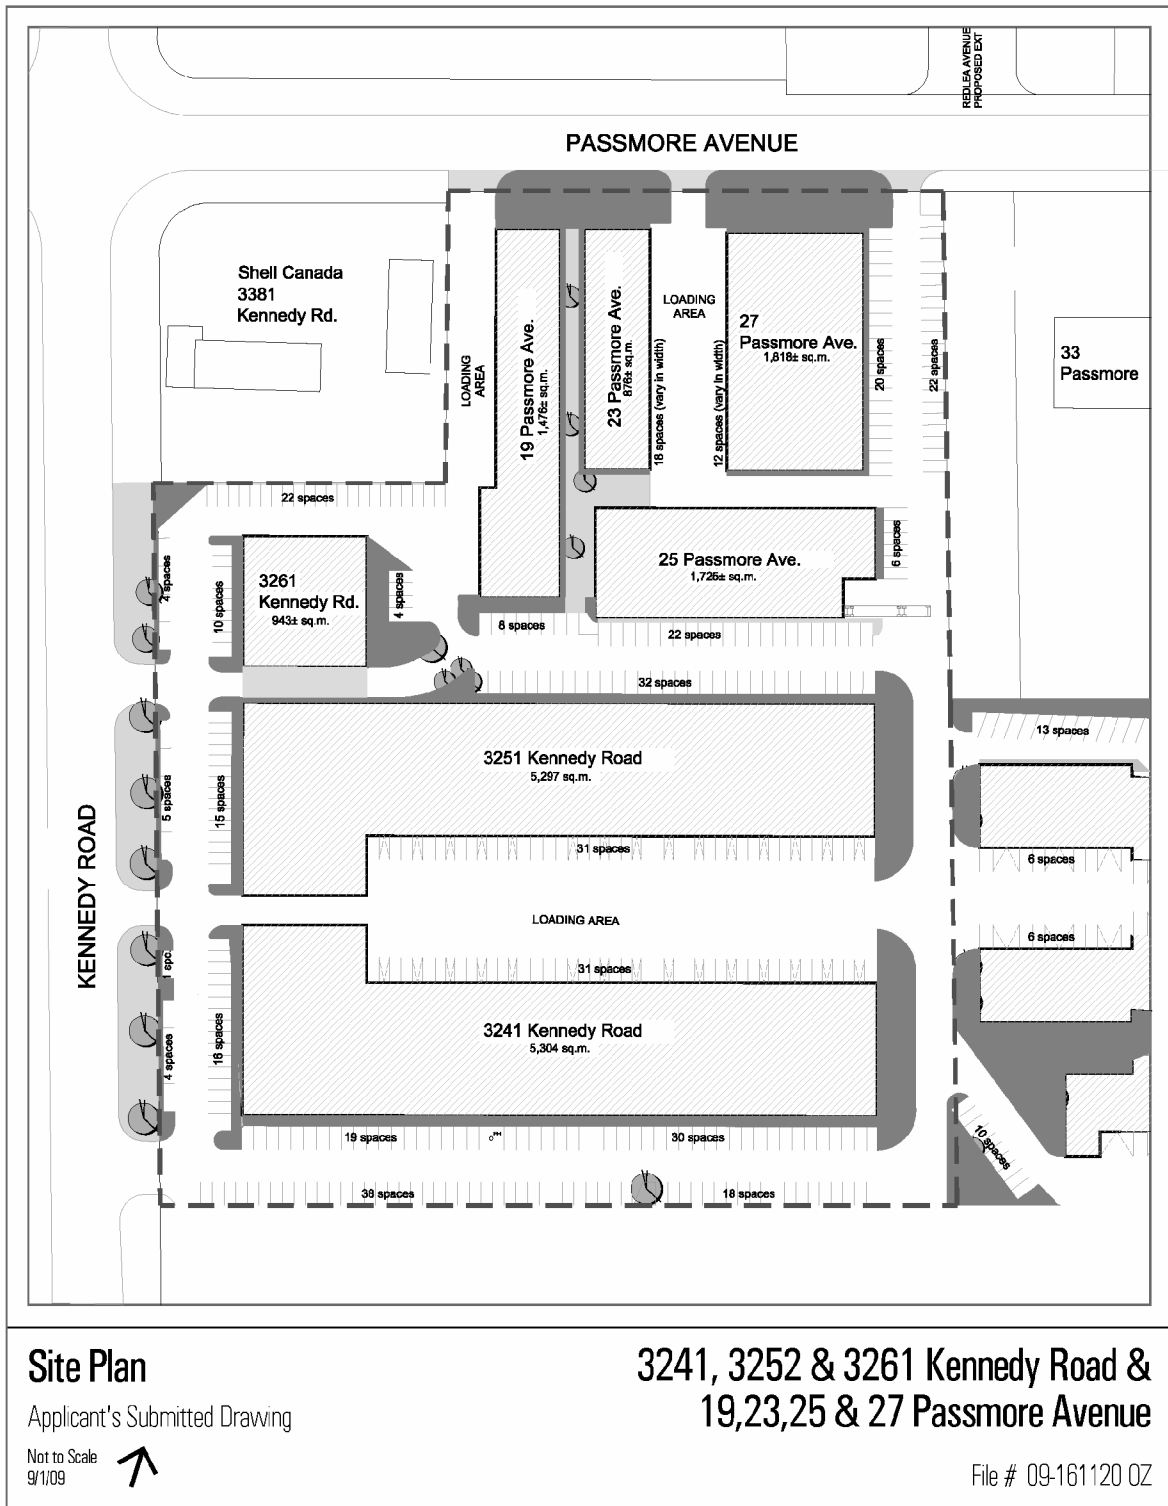 REDLEA AVENUE
PROPOSED EXT
PASSMORE AVENUE
Shell Canada
3381
Kennedy Rd.
LOADING
AREA
19 Passmore Ave.
1,476± sq.m.
23 Passmore Ave.
876± sq.m.
18 spaces (vary in width)
LOADING
AREA
12 spaces (vary in width)
27
Passmore Ave.
1,618± sq.m.
20 spaces
22 spaces
33
Passmore
22 spaces
4 spaces
10 spaces
3261
Kennedy Rd.
943± sq.m.
4 spaces
25 Passmore Ave.
1,725± sq.m.
6 spaces
8 spaces
22 spaces
32 spaces
13 spaces
KENNEDY ROAD
5 spaces
15 spaces
3251 Kennedy Road
5,297 sq.m.
31 spaces
6 spaces
LOADING AREA
6 spaces
1 spc
31 spaces
4 spaces
16 spaces
3241 Kennedy Road
5,304 sq.m.
19 spaces
30 spaces
10 spaces
38 spaces
18 spaces
Site Plan
Applicant's Submitted Drawing
Not to Scale
9/1/09
3241, 3252 & 3261 Kennedy Road &
19,23,25 & 27 Passmore Avenue
File # 09-161120 OZ